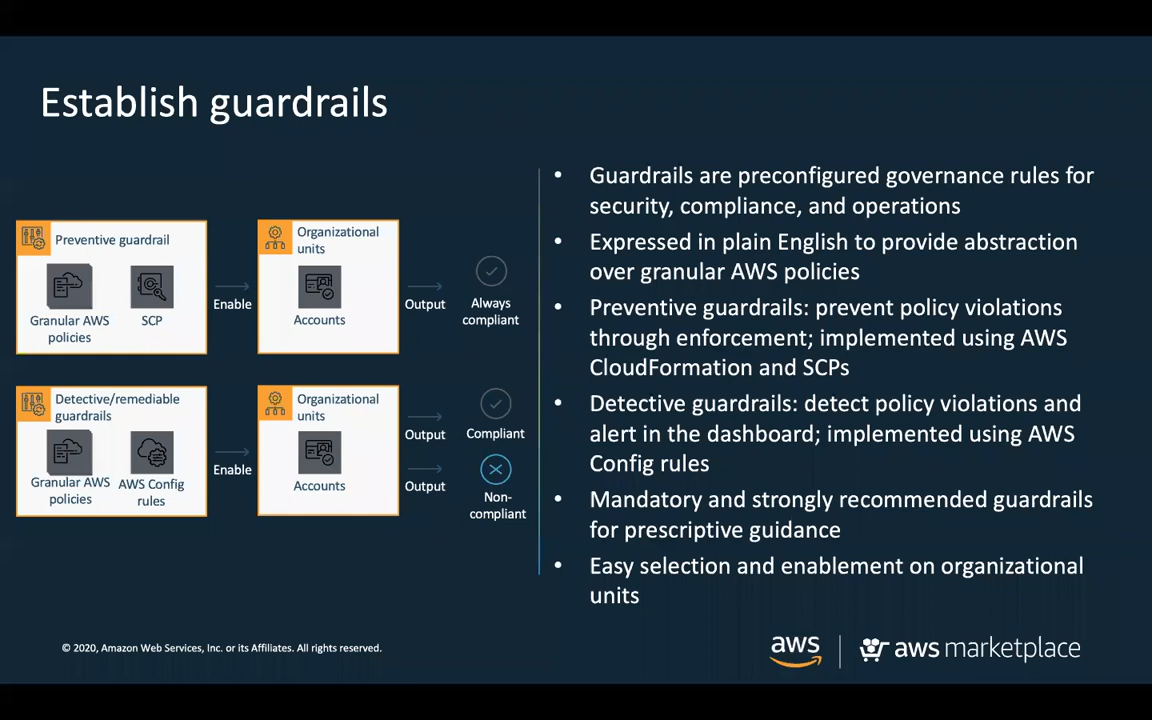 Establish guardrails
Preventive guardrail
Granular AWS
policies
SCP
Enable
Organizational
units
Accounts
Output
Always
compliant
Detective/remediable
guardrails
Granular AWS
policies
AWS Config
rules
Enable
Organizational
units
Accounts
Output
Compliant
Output
Non-
compliant
• Guardrails are preconfigured governance rules for
security, compliance, and operations
• Expressed in plain English to provide abstraction
over granular AWS policies
• Preventive guardrails: prevent policy violations
through enforcement; implemented using AWS
CloudFormation and SCPs
• Detective guardrails: detect policy violations and
alert in the dashboard; implemented using AWS
Config rules
• Mandatory and strongly recommended guardrails
for prescriptive guidance
• Easy selection and enablement on organizational
units
© 2020, Amazon Web Services, Inc. or its Affiliates. All rights reserved.
aws
aws marketplace